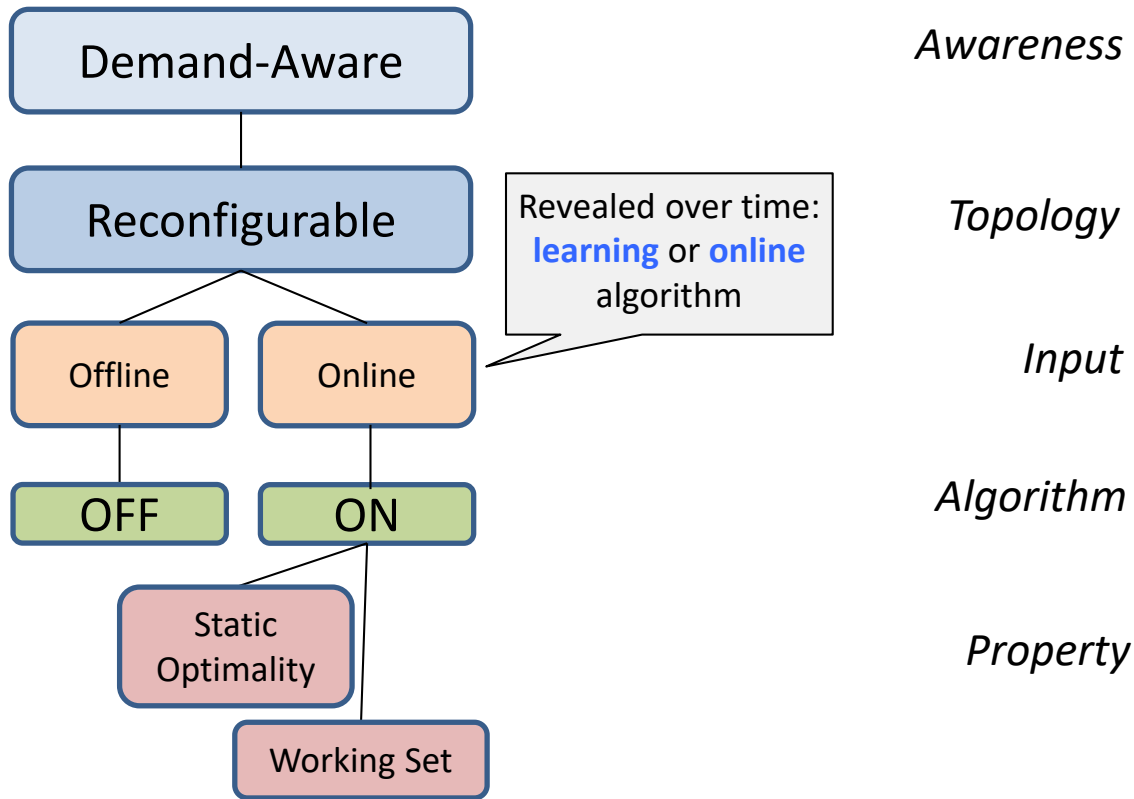 Demand-Aware
Awareness
Reconfigurable
Revealed over time:
learning or online
algorithm
Topology
Offline
Online
Input
OFF
ON
Algorithm
Static
Optimality
Property
Working Set